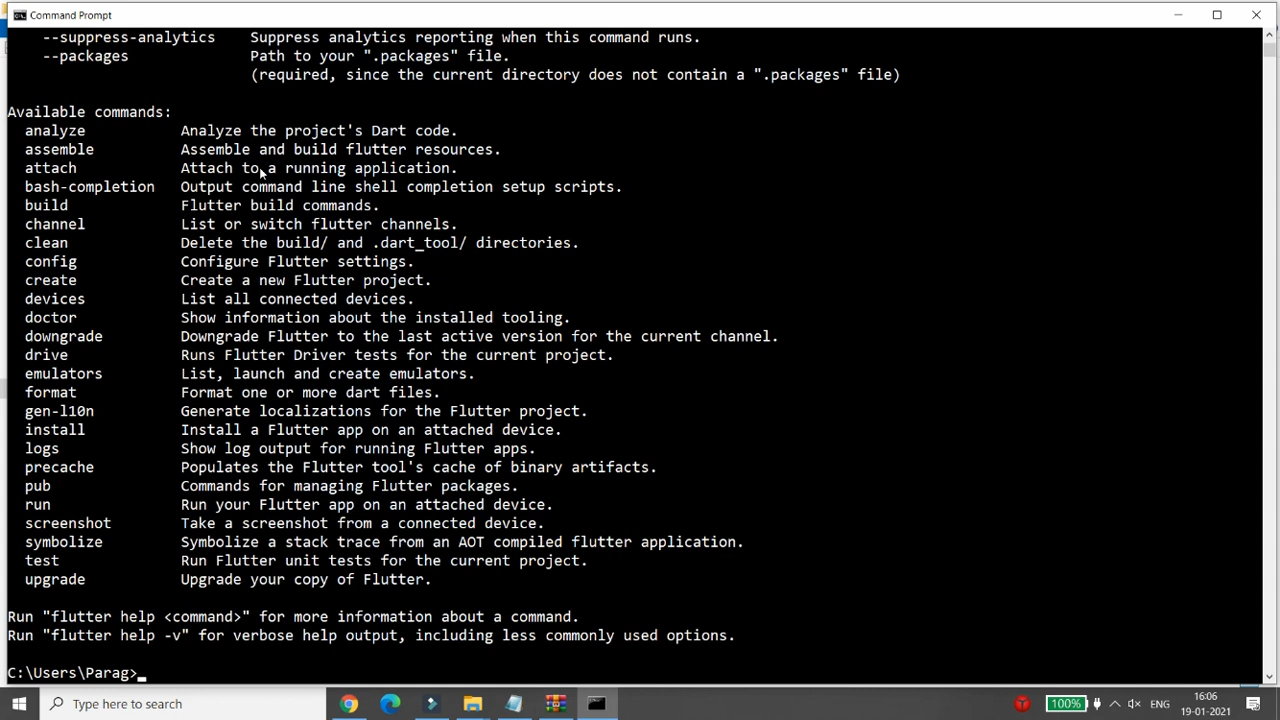 Command Prompt
--suppress-analytics    Suppress analytics reporting when this command runs.
--packages              Path to your ".packages" file.
(required, since the current directory does not contain a ".packages" file)
Available commands:
analyze           Analyze the project's Dart code.
assemble          Assemble and build flutter resources.
attach            Attach to a running application.
bash-completion   Output command line shell completion setup scripts.
build             Flutter build commands.
channel           List or switch flutter channels.
clean             Delete the build/ and .dart_tool/ directories.
config            Configure Flutter settings.
create            Create a new Flutter project.
devices           List all connected devices.
doctor            Show information about the installed tooling.
downgrade         Downgrade Flutter to the last active version for the current channel.
drive             Runs Flutter Driver tests for the current project.
emulators         List, launch and create emulators.
format            Format one or more dart files.
gen-l10n          Generate localizations for the Flutter project.
install           Install a Flutter app on an attached device.
logs              Show log output for running Flutter apps.
precache          Populates the Flutter tool's cache of binary artifacts.
pub               Commands for managing Flutter packages.
run               Run your Flutter app on an attached device.
screenshot        Take a screenshot from a connected device.
symbolize         Symbolize a stack trace from an AOT compiled flutter application.
test              Run Flutter unit tests for the current project.
upgrade           Upgrade your copy of Flutter.
Run "flutter help <command>" for more information about a command.
Run "flutter help -v" for verbose help output, including less commonly used options.
C:\Users\Parag>_
Type here to search
100%
ENG
16:06
19-01-2021